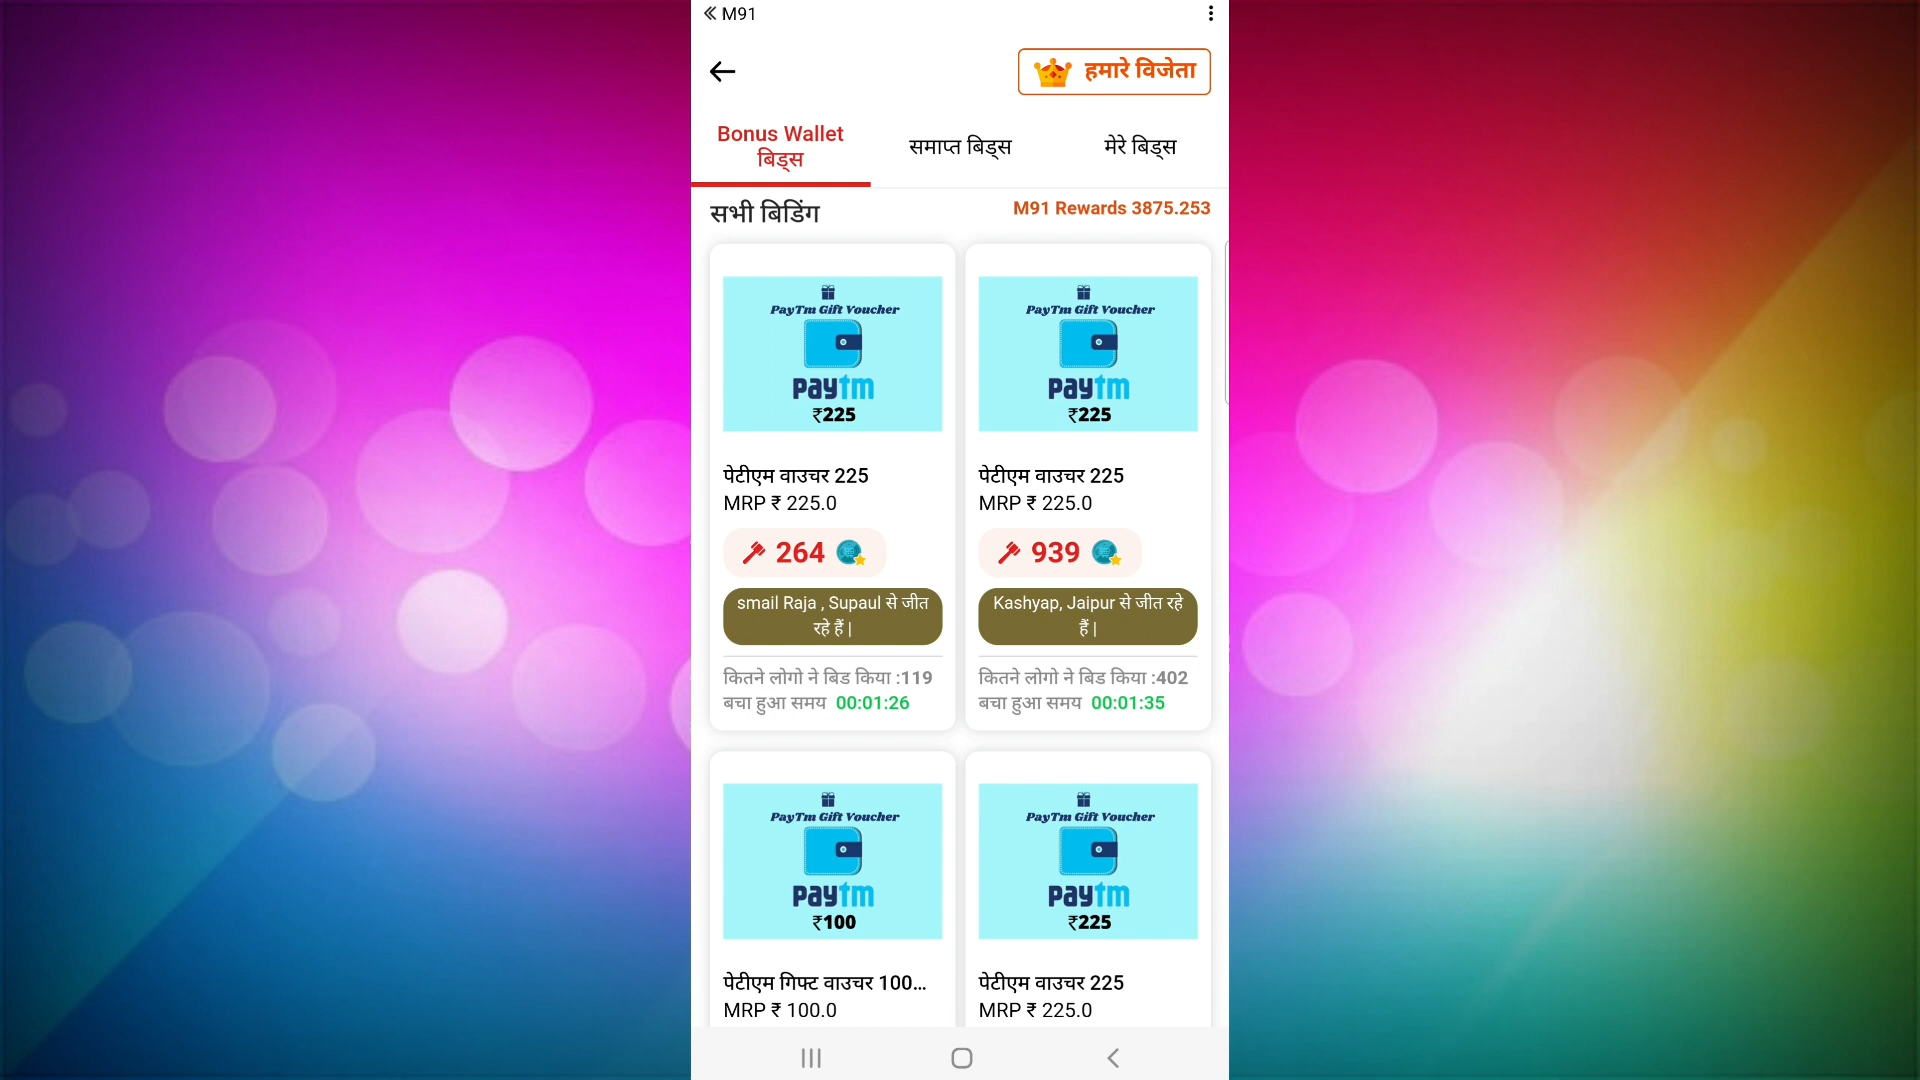 M91
हमारे विजेता
Bonus Wallet
बिड्स
समाप्त बिड्स
मेरे बिड्स
सभी बिडिंग
M91 Rewards 3875.253
PayTm Gift Voucher
paytm
₹225
पेटीएम वाउचर 225
MRP ₹ 225.0
264
smail Raja , Supaul से जीत
रहे हैं |
कितने लोगो ने बिड किया :119
बचा हुआ समय 00:01:26
PayTm Gift Voucher
paytm
₹225
पेटीएम वाउचर 225
MRP ₹ 225.0
939
Kashyap, Jaipur से जीत रहे
हैं |
कितने लोगो ने बिड किया :402
बचा हुआ समय 00:01:35
PayTm Gift Voucher
paytm
₹100
पेटीएम गिफ्ट वाउचर 100...
MRP ₹ 100.0
PayTm Gift Voucher
paytm
₹225
पेटीएम वाउचर 225
MRP ₹ 225.0